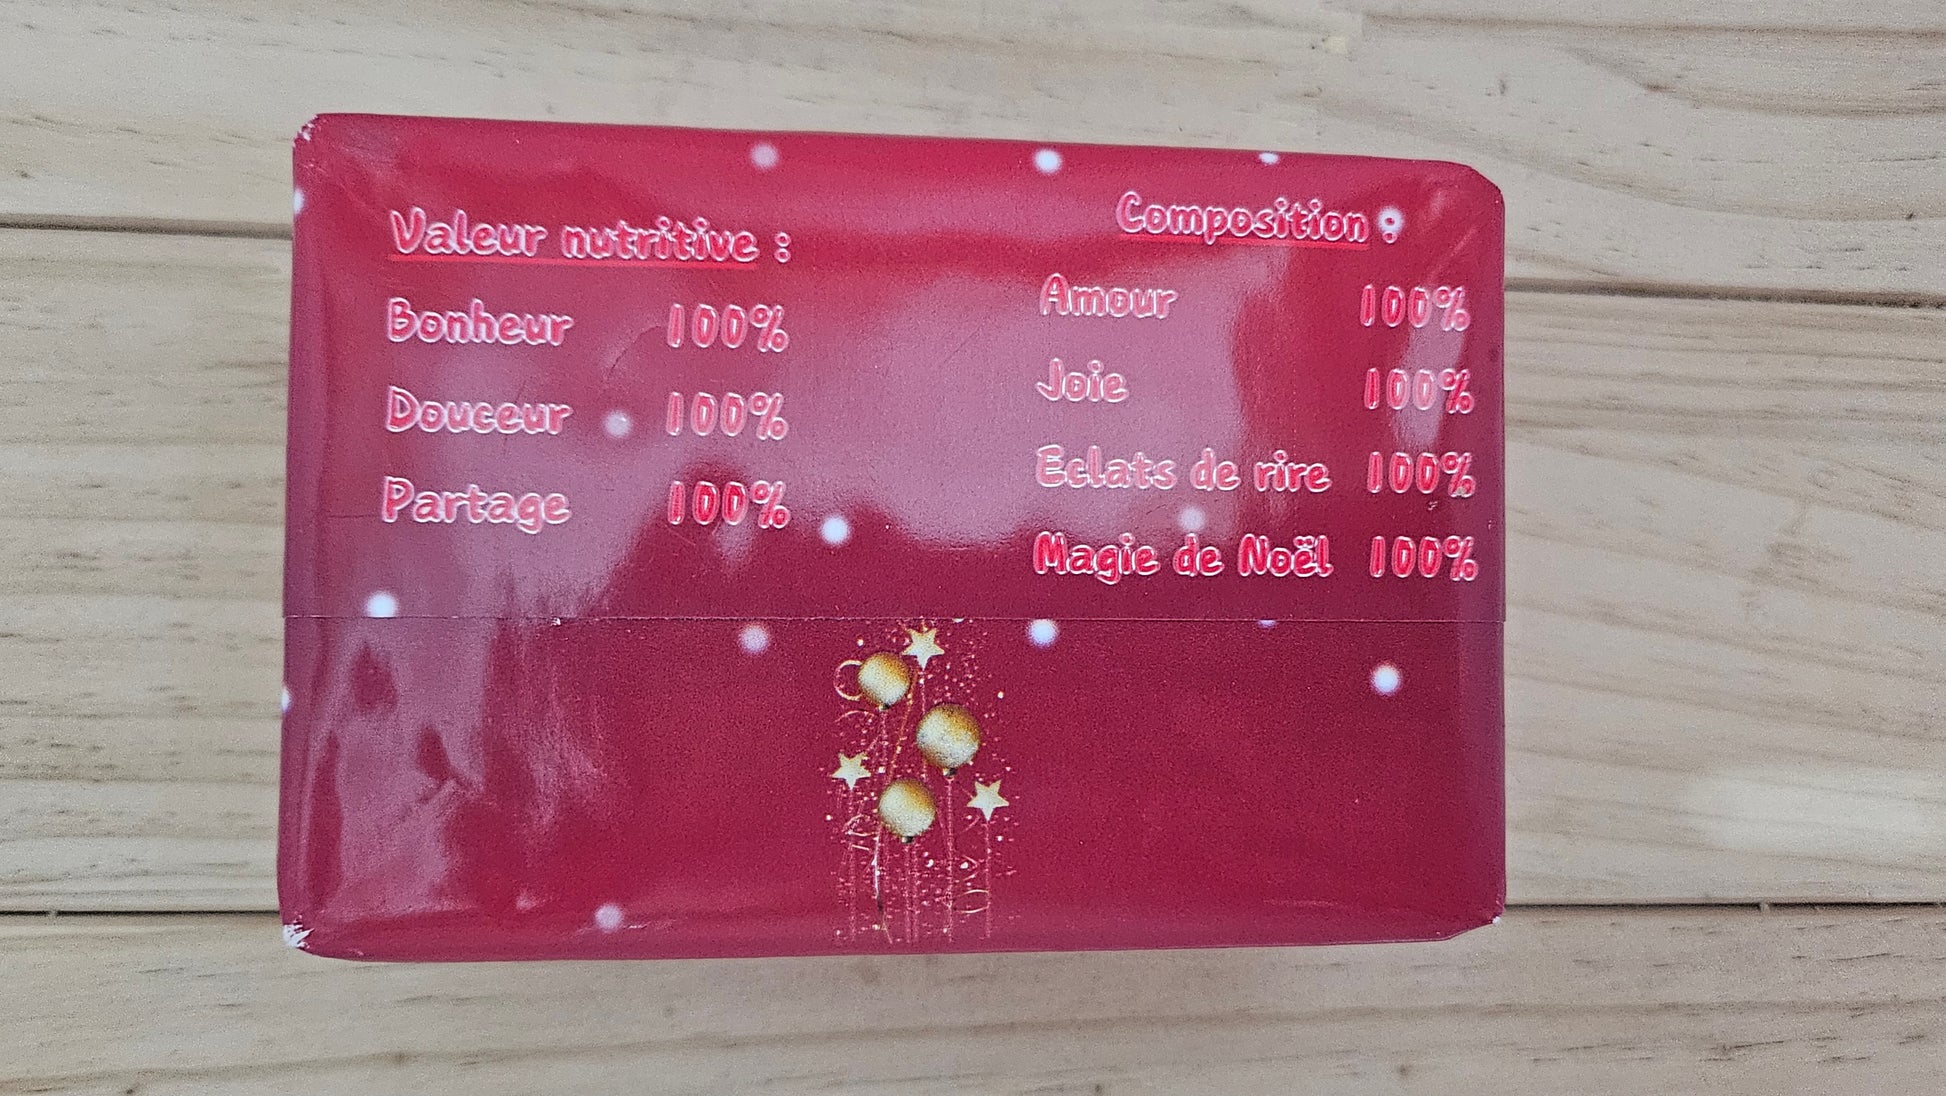 Valeur nutritive :
Bonheur 100%
Douceur 100%
Partage 100%
Composition :
Amour 100%
Joie 100%
Eclats de rire 100%
Magie de Noël 100%